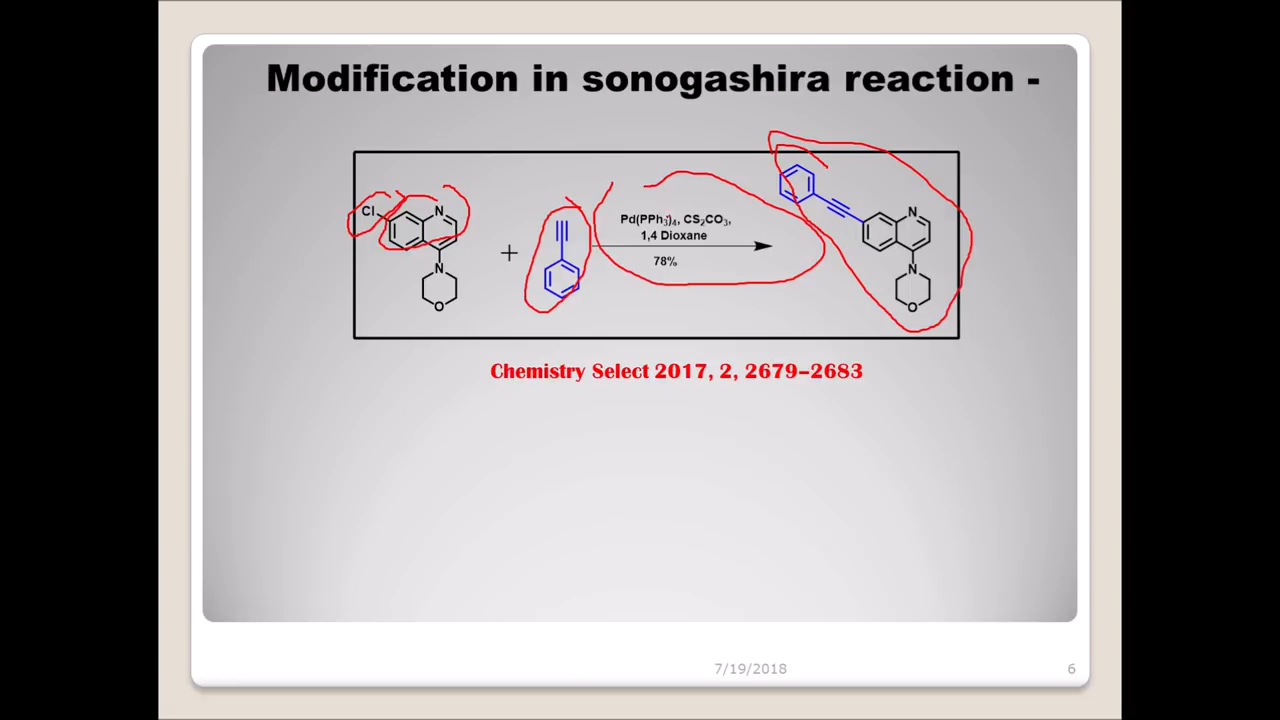 Modification in sonogashira reaction -
Cl
N
N
O
+
Pd(PPh3)4, CS2CO3,
1,4 Dioxane
78%
N
N
O
Chemistry Select 2017, 2, 2679–2683
7/19/2018
6